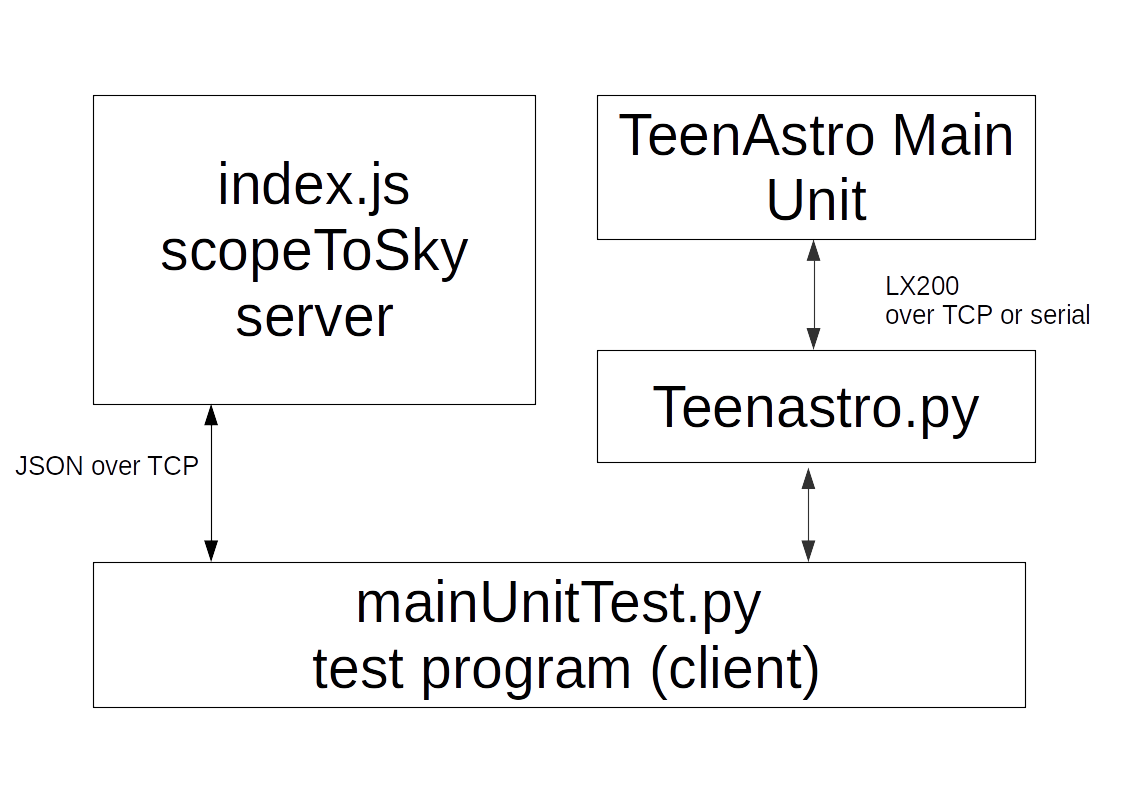 index.js
scopeToSky
server
TeenAstro Main
Unit
LX200
over TCP or serial
Teenastro.py
JSON over TCP
mainUnitTest.py
test program (client)